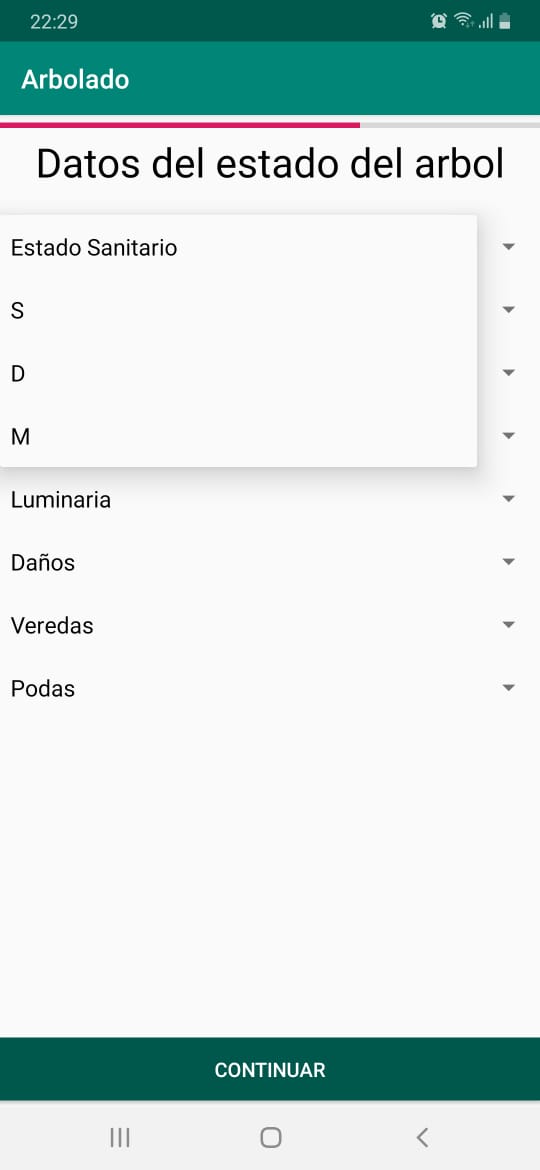 22:29
Arbolado
Datos del estado del arbol
Estado Sanitario
S
D
M
Luminaria
Daños
Veredas
Podas
CONTINUAR